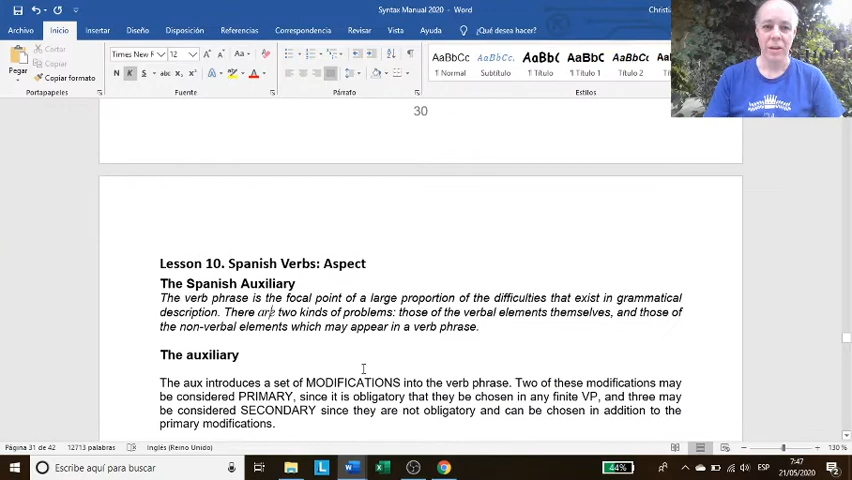 Syntax Manual 2020 - Word
Christi
Archivo Inicio Insertar Diseño Disposición Referencias Correspondencia Revisar Vista Ayuda ¿Qué desea hacer?
Pegar
Cortar
Copiar
Copiar formato
Portapapeles
Times New R 12
N K S abc x₂ x²
Fuente
Párrafo
AaBbCc AaBbCc AaBb( AaBbC AaBbCc
¶ Normal Subtítulo ¶ Título ¶ Título 1 ¶ Título 2
Estilos
30
Lesson 10. Spanish Verbs: Aspect
The Spanish Auxiliary
The verb phrase is the focal point of a large proportion of the difficulties that exist in grammatical
description. There are two kinds of problems: those of the verbal elements themselves, and those of
the non-verbal elements which may appear in a verb phrase.
The auxiliary
The aux introduces a set of MODIFICATIONS into the verb phrase. Two of these modifications may
be considered PRIMARY, since it is obligatory that they be chosen in any finite VP, and three may
be considered SECONDARY since they are not obligatory and can be chosen in addition to the
primary modifications.
Página 31 de 42 12713 palabras Inglés (Reino Unido)
130 %
Escribe aquí para buscar
44%
ESP
7:47
21/05/2020